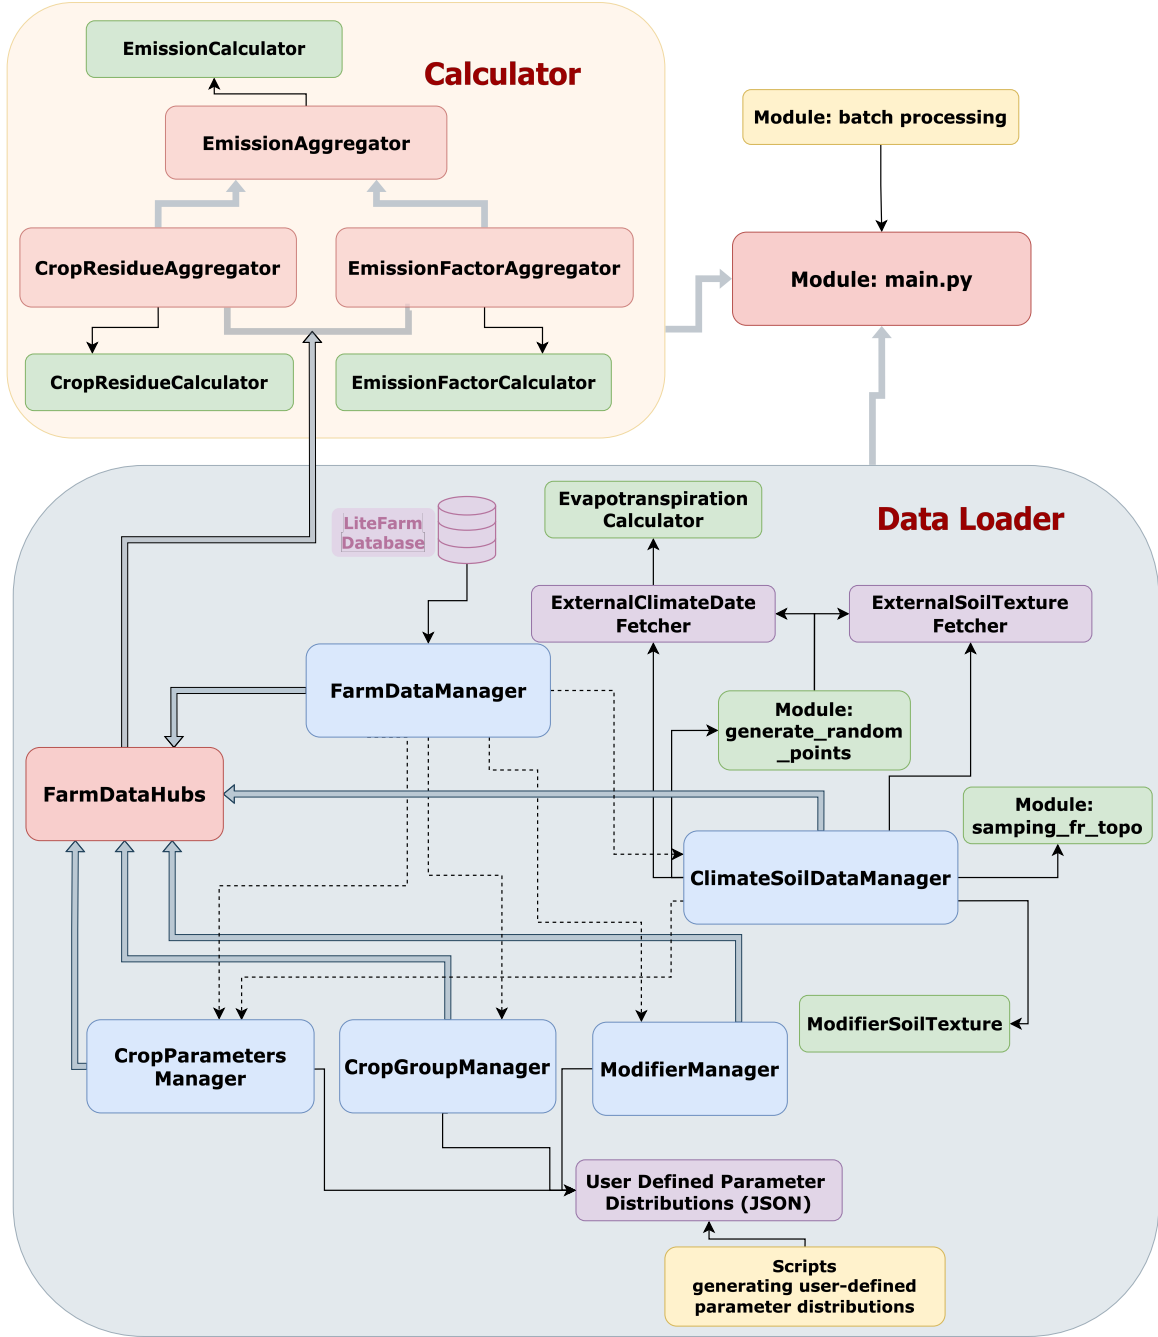 EmissionCalculator
Calculator
EmissionAggregator
Module: batch processing
CropResidueAggregator
EmissionFactorAggregator
Module: main.py
CropResidueCalculator
EmissionFactorCalculator
Data Loader
LiteFarm
Database
Evapotranspiration
Calculator
ExternalClimateDate
Fetcher
ExternalSoilTexture
Fetcher
FarmDataManager
Module:
generate_random
_points
FarmDataHubs
Module:
samping_fr_topo
ClimateSoilDataManager
ModifierSoilTexture
CropParameters
Manager
CropGroupManager
ModifierManager
User Defined Parameter
Distributions (JSON)
Scripts
generating user-defined
parameter distributions